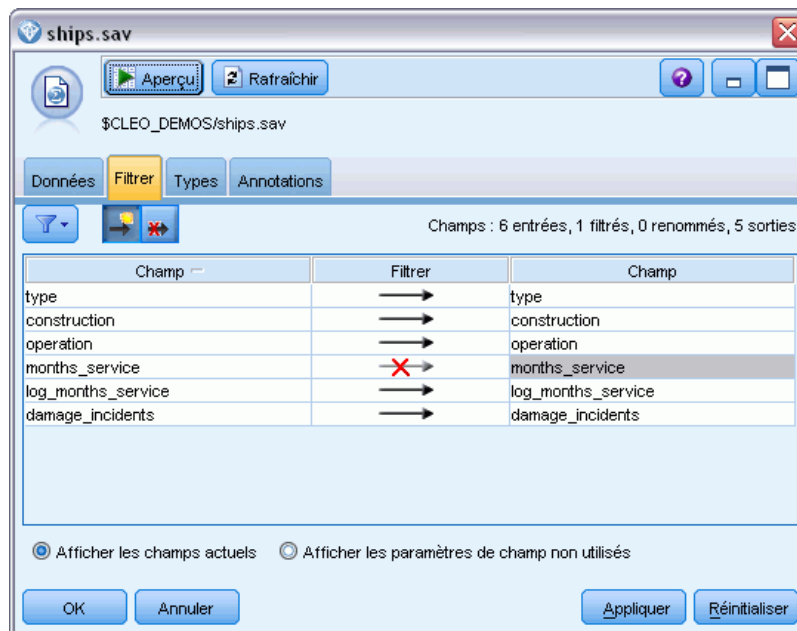 ships.sav
Aperçu Rafraîchir
$CLEO_DEMOS/ships.sav
Données Filtrer Types Annotations
Champs : 6 entrées, 1 filtrés, 0 renommés, 5 sorties
Champ Filtrer Champ
type type
construction construction
operation operation
months_service months_service
log_months_service log_months_service
damage_incidents damage_incidents
Afficher les champs actuels Afficher les paramètres de champ non utilisés
OK Annuler Appliquer Réinitialiser